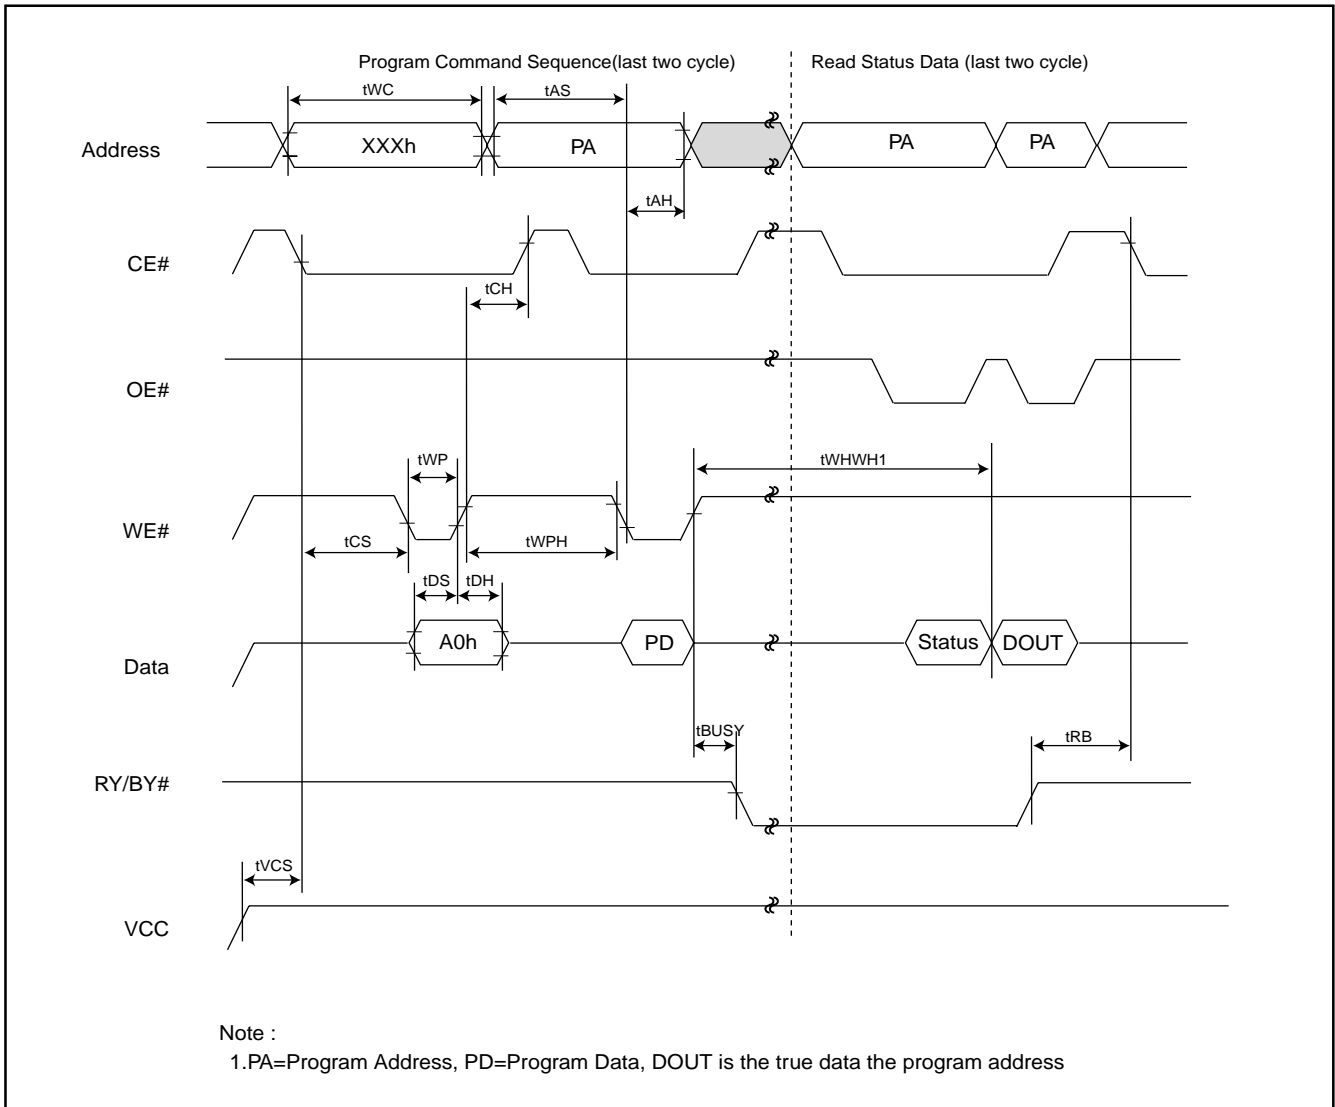 Program Command Sequence(last two cycle)
Read Status Data (last two cycle)
tWC
tAS
Address
XXXh
PA
PA
PA
tAH
CE#
tCH
OE#
tWP
tWHWH1
WE#
tCS
tWPH
tDS
tDH
A0h
PD
Status
DOUT
Data
tBUSY
tRB
RY/BY#
tVCS
VCC
Note :
1.PA=Program Address, PD=Program Data, DOUT is the true data the program address